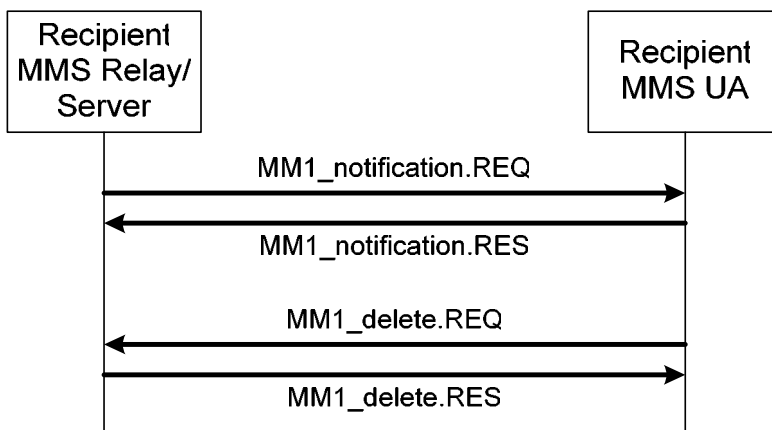 Recipient
MMS Relay/
Server
Recipient
MMS UA
MM1_notification.REQ
MM1_notification.RES
MM1_delete.REQ
MM1_delete.RES